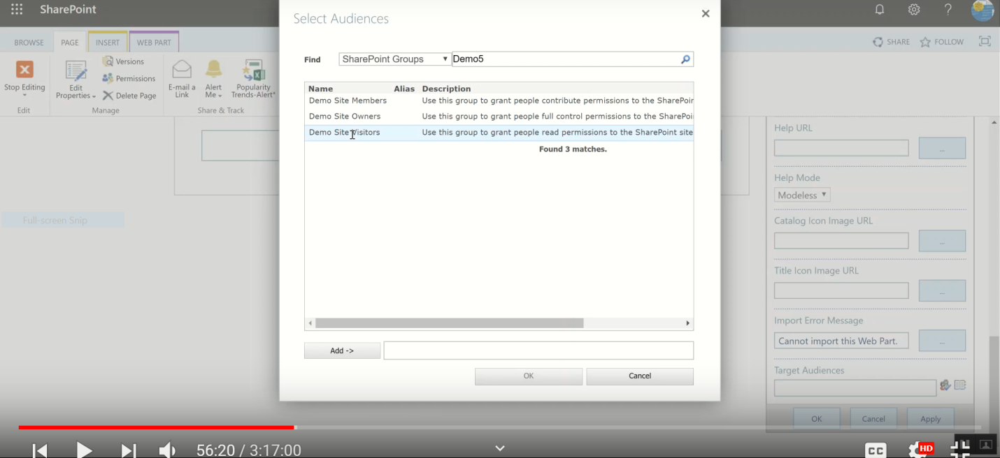 SharePoint
Select Audiences
BROWSE PAGE INSERT WEB PART
SHARE FOLLOW
Find SharePoint Groups Demo5
Stop Editing
Edit
Edit Properties
Versions
Permissions
Delete Page
Manage
E-mail a Link
Alert Me
Popularity Trends-Alert*
Share & Track
Name Alias Description
Demo Site Members Use this group to grant people contribute permissions to the SharePoin
Demo Site Owners Use this group to grant people full control permissions to the SharePoi
Demo Site Visitors Use this group to grant people read permissions to the SharePoint site
Found 3 matches.
Full-screen Snip
Add ->
OK Cancel
Help URL
...
Help Mode
Modeless
Catalog Icon Image URL
...
Title Icon Image URL
...
Import Error Message
Cannot import this Web Part. ...
Target Audiences
OK Cancel Apply
56:20 / 3:17:00
CC HD